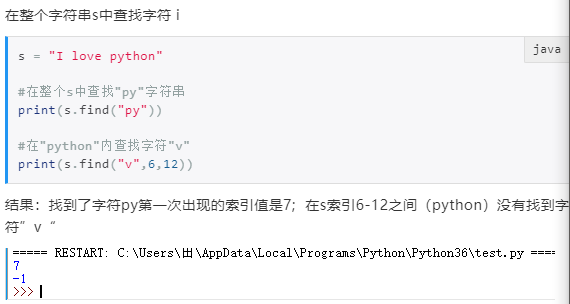 在整个字符串s中查找字符 i
java
s = "I love python"
#在整个s中查找"py"字符串
print(s.find("py"))
#在"python"内查找字符"v"
print(s.find("v",6,12))
结果：找到了字符py第一次出现的索引值是7；在s索引6-12之间（python）没有找到字
符”v“
===== RESTART: C:\Users\田\AppData\Local\Programs\Python\Python36\test.py ====
7
-1
>>>